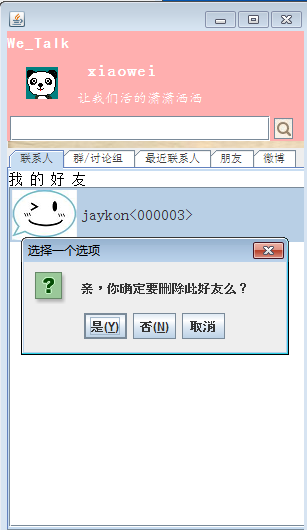 We_Talk
xiaowei
让我们活的潇潇洒洒
联系人 群/讨论组 最近联系人 朋友 微博
我 的 好 友
jaykon<000003>
选择一个选项
亲，你确定要删除此好友么？
是(Y) 否(N) 取消